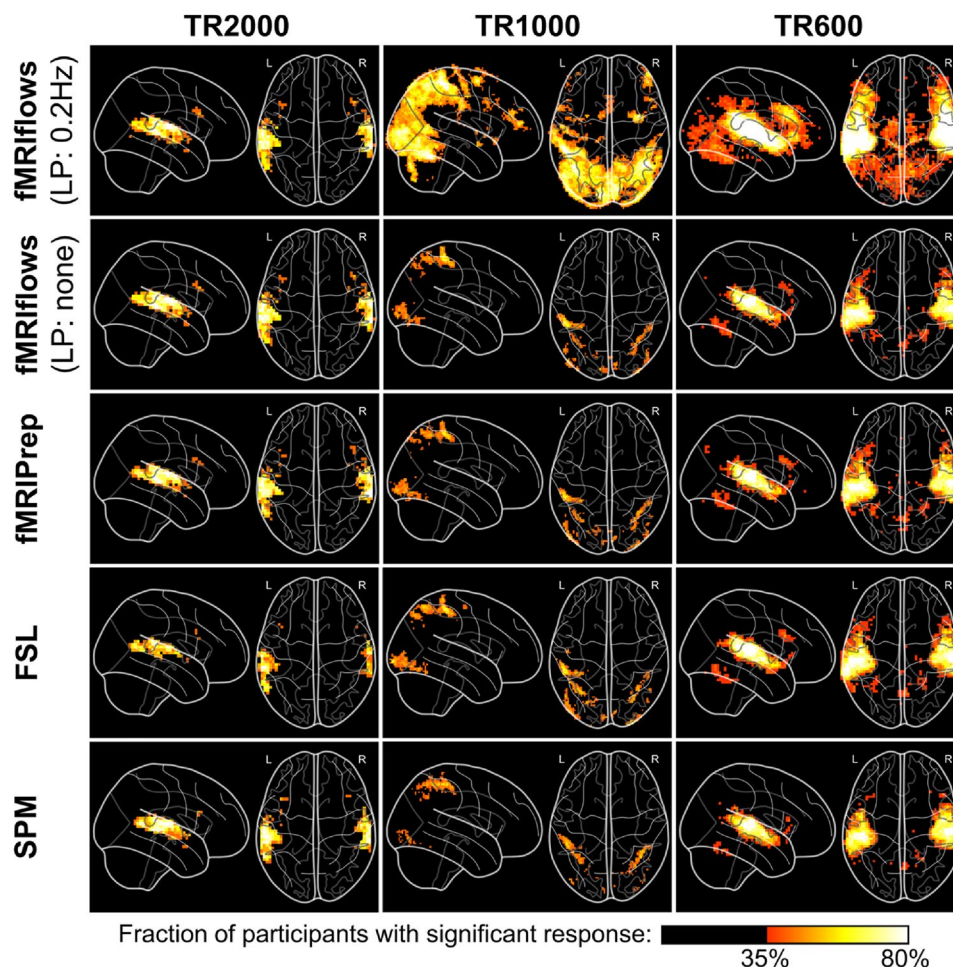 TR2000 TR1000 TR600
fMRIflows
(LP: 0.2Hz)
L R L R L R
fMRIflows
(LP: none)
L R L R L R
fMRIPrep
L R L R L R
FSL
L R L R L R
SPM
L R L R L R
Fraction of participants with significant response:
35% 80%